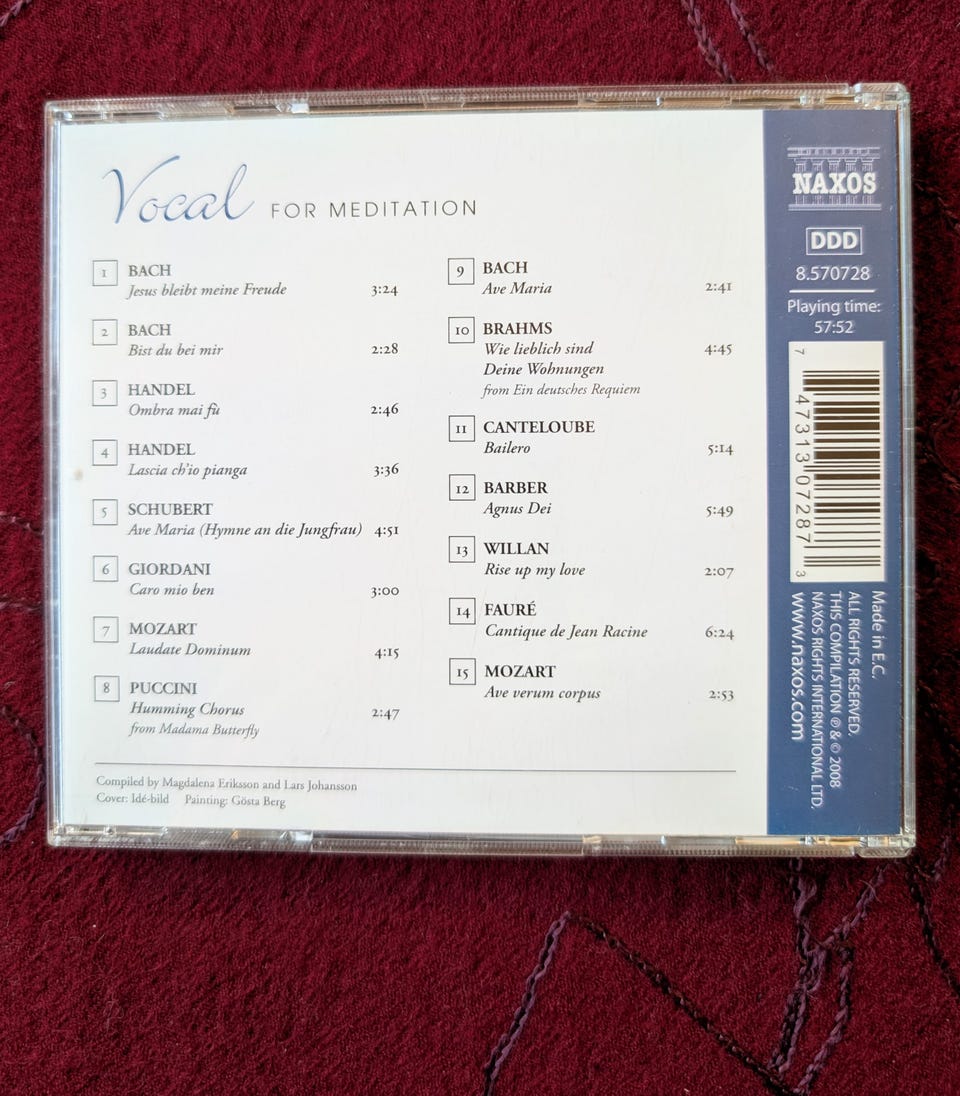 Vocal FOR MEDITATION
1 BACH
Jesus bleibt meine Freude 3:24
2 BACH
Bist du bei mir 2:28
3 HANDEL
Ombra mai fù 2:46
4 HANDEL
Lascia ch'io pianga 3:36
5 SCHUBERT
Ave Maria (Hymne an die Jungfrau) 4:51
6 GIORDANI
Caro mio ben 3:00
7 MOZART
Laudate Dominum 4:15
8 PUCCINI
Humming Chorus 2:47
from Madama Butterfly
9 BACH
Ave Maria 2:41
10 BRAHMS
Wie lieblich sind 4:45
Deine Wohnungen
from Ein deutsches Requiem
11 CANTELOUBE
Bailero 5:14
12 BARBER
Agnus Dei 5:49
13 WILLAN
Rise up my love 2:07
14 FAURÉ
Cantique de Jean Racine 6:24
15 MOZART
Ave verum corpus 2:53
Compiled by Magdalena Eriksson and Lars Johansson
Cover: Idé-bild Painting: Gösta Berg
NAXOS
DDD
8.570728
Playing time:
57:52
7 47313 07287 3
Made in E.C.
ALL RIGHTS RESERVED.
THIS COMPILATION ℗ & © 2008
NAXOS RIGHTS INTERNATIONAL LTD.
www.naxos.com